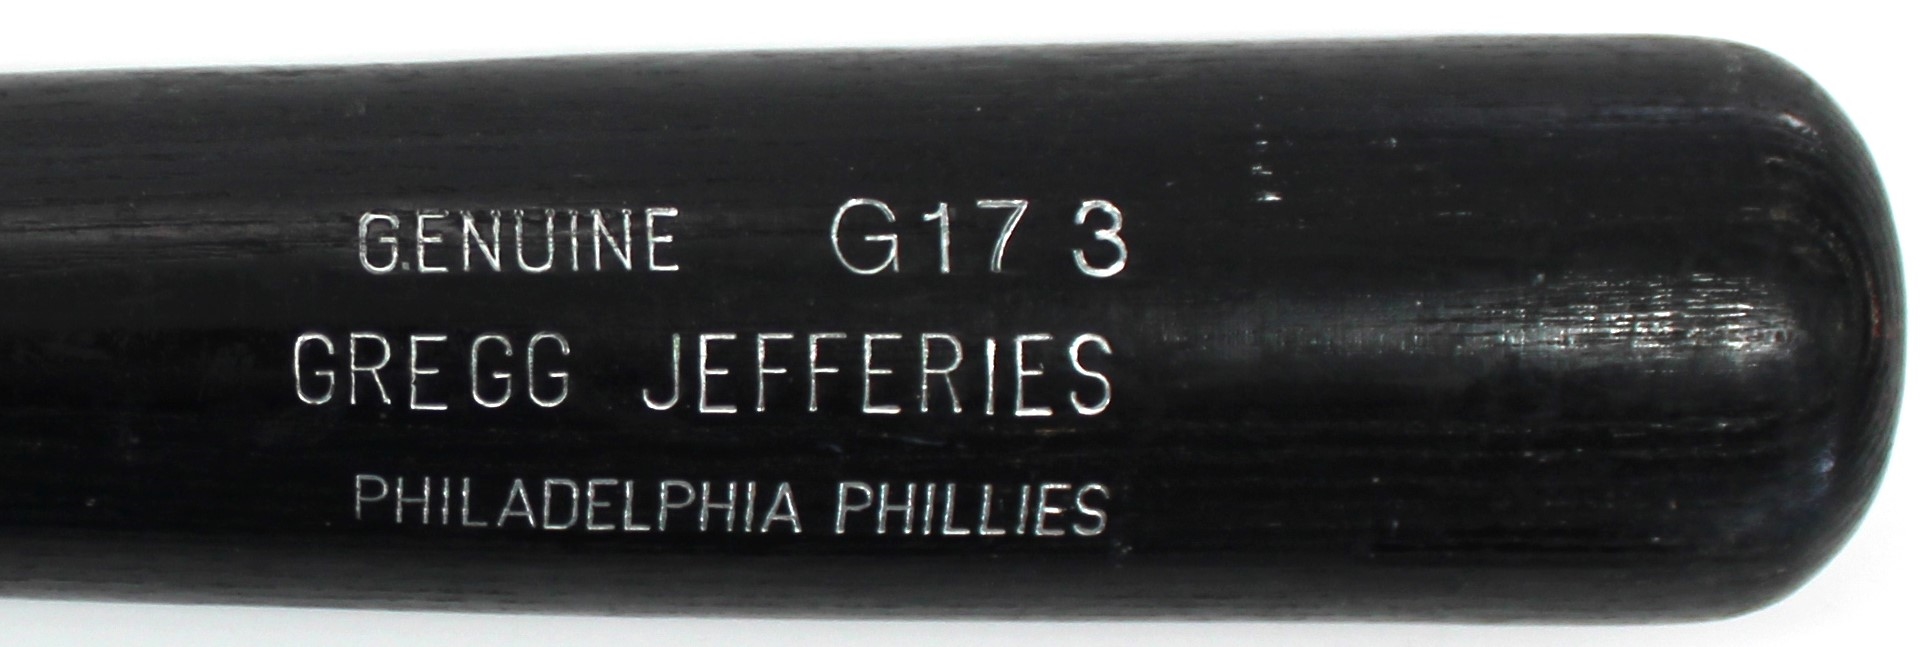 GENUINE G17 3
GREGG JEFFERIES
PHILADELPHIA PHILLIES